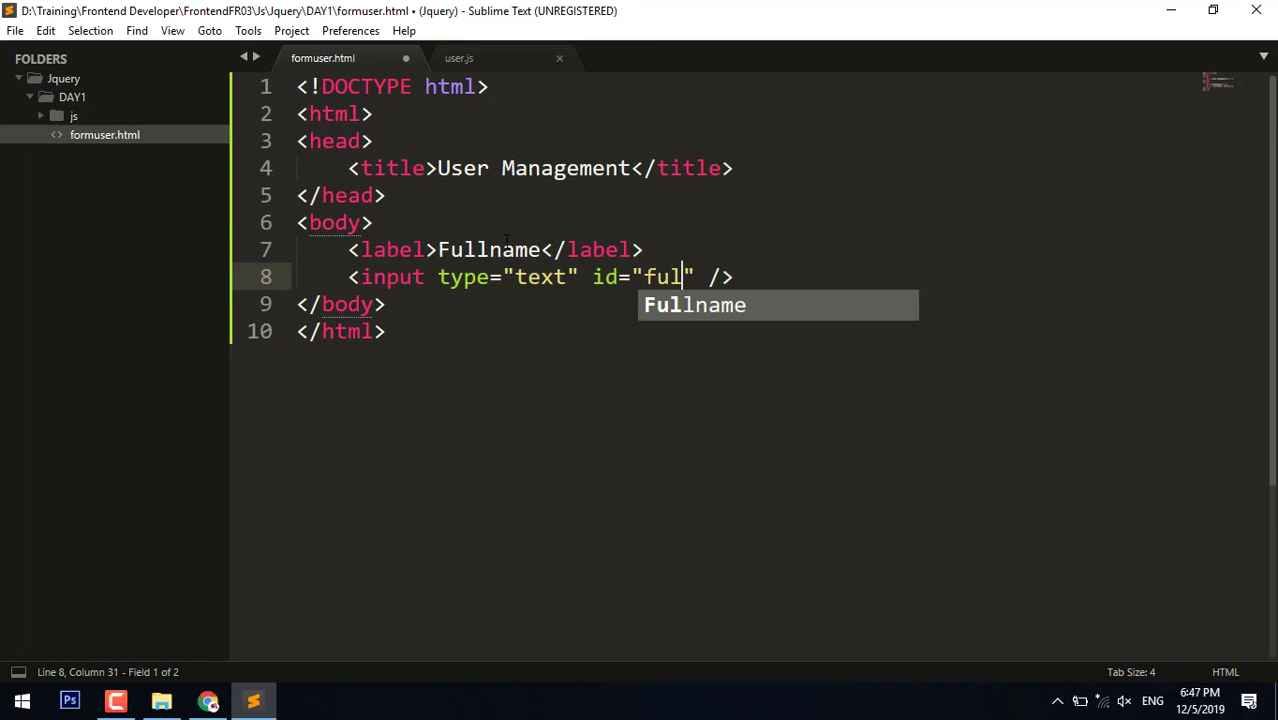 D:\Training\Frontend Developer\FrontendFR03\Js\Jquery\DAY1\formuser.html • (Jquery) - Sublime Text (UNREGISTERED)
File Edit Selection Find View Goto Tools Project Preferences Help
FOLDERS
Jquery
DAY1
js
formuser.html
formuser.html
user.js
1 <!DOCTYPE html>
2 <html>
3 <head>
4 <title>User Management</title>
5 </head>
6 <body>
7 <label>Fullname</label>
8 <input type="text" id="ful" />
Fullname
9 </body>
10 </html>
Line 8, Column 31 - Field 1 of 2
Tab Size: 4
HTML
Ps
ENG
6:47 PM
12/5/2019